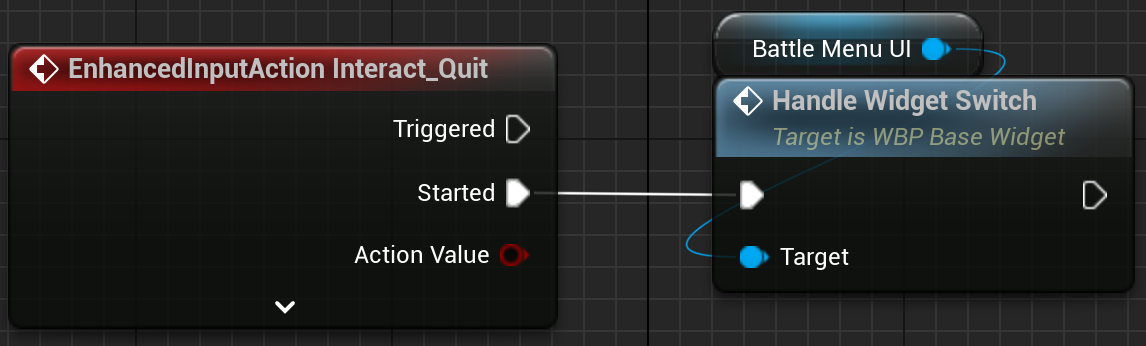 EnhancedInputAction Interact_Quit
Triggered
Started
Action Value
Battle Menu UI
Handle Widget Switch
Target is WBP Base Widget
Target